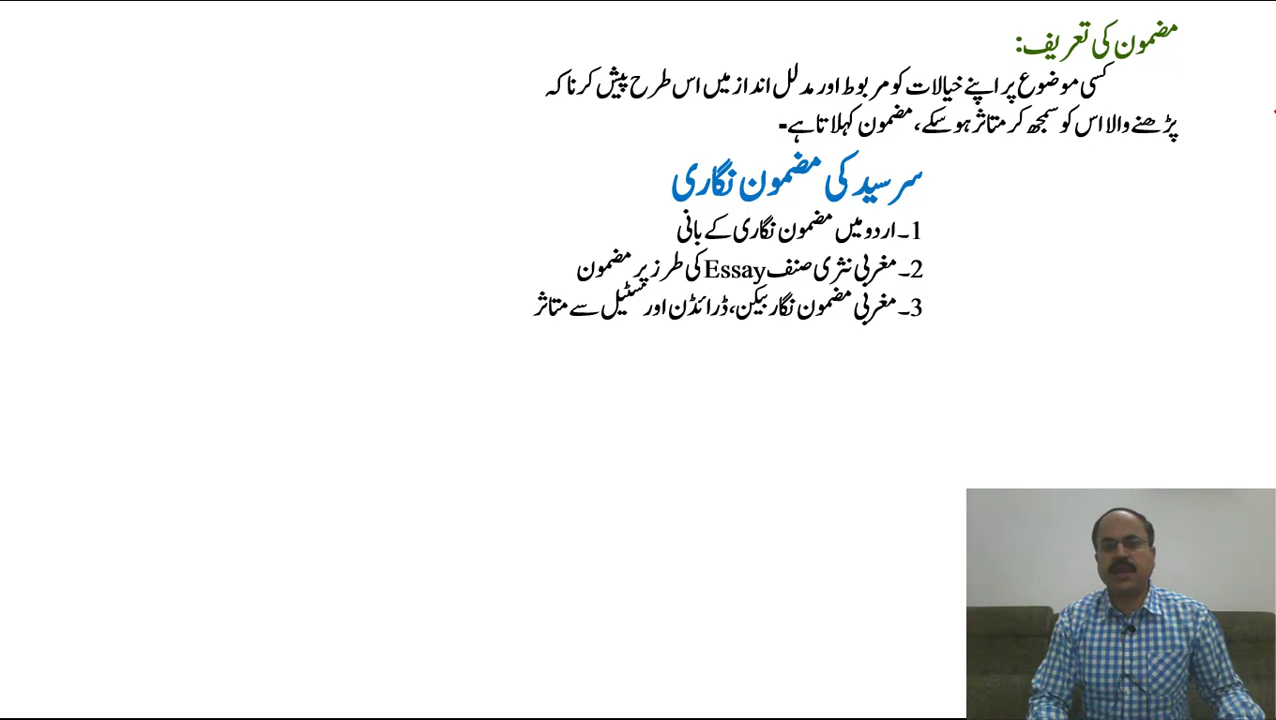 مضمون کی تعریف:
کسی موضوع پر اپنے خیالات کو مربوط اور مدلل انداز میں اس طرح پیش کرنا کہ
پڑھنے والا اس کو سمجھ کر متاثر ہو سکے، مضمون کہلاتا ہے-
سرسید کی مضمون نگاری
1۔ اردو میں مضمون نگاری کے بانی
2۔ مغربی نثری صنف Essay کی طرز پر مضمون
3۔ مغربی مضمون نگار بیکن، ڈرائڈن اور سٹیل سے متاثر